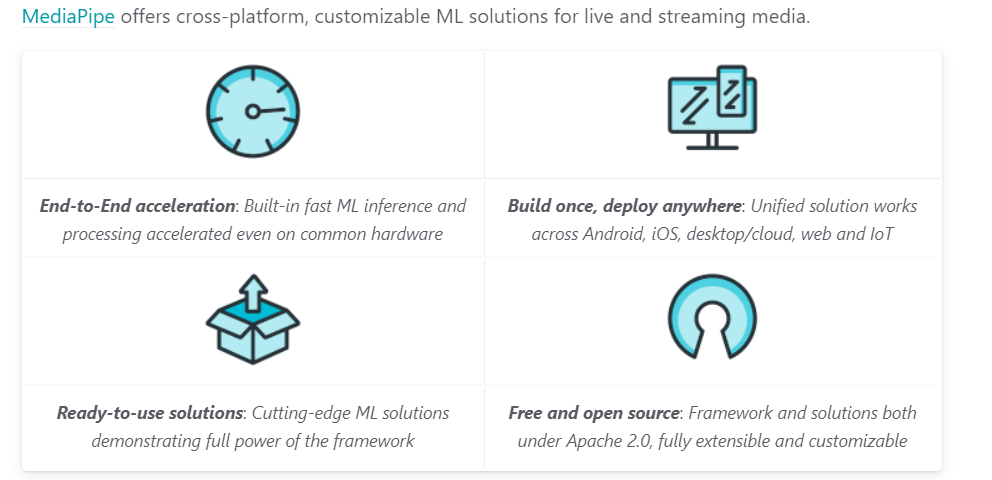 MediaPipe offers cross-platform, customizable ML solutions for live and streaming media.
End-to-End acceleration: Built-in fast ML inference and
processing accelerated even on common hardware
Build once, deploy anywhere: Unified solution works
across Android, iOS, desktop/cloud, web and IoT
Ready-to-use solutions: Cutting-edge ML solutions
demonstrating full power of the framework
Free and open source: Framework and solutions both
under Apache 2.0, fully extensible and customizable